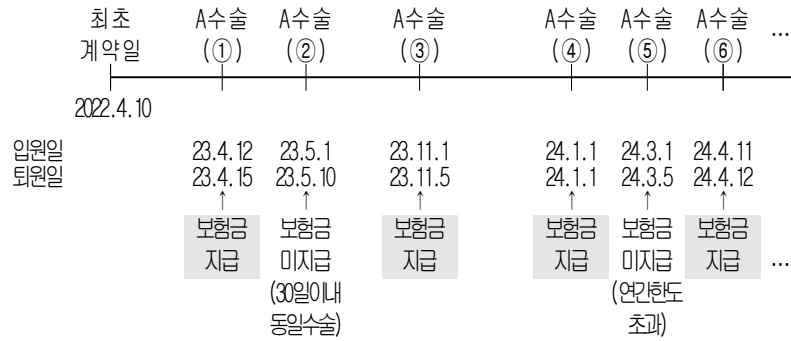 최초 A수술 A수술 A수술 A수술 A수술 A수술 ...
계약일 (①) (②) (③) (④) (⑤) (⑥)
2022.4.10
입원일 23.4.12 23.5.1 23.11.1 24.1.1 24.3.1 24.4.11
퇴원일 23.4.15 23.5.10 23.11.5 24.1.1 24.3.5 24.4.12
↑ ↑ ↑ ↑ ↑ ↑
보험금 보험금 보험금 보험금 보험금 보험금
지급 미지급 지급 지급 미지급 지급 ...
(30일이내 (연간한도
동일수술) 초과)